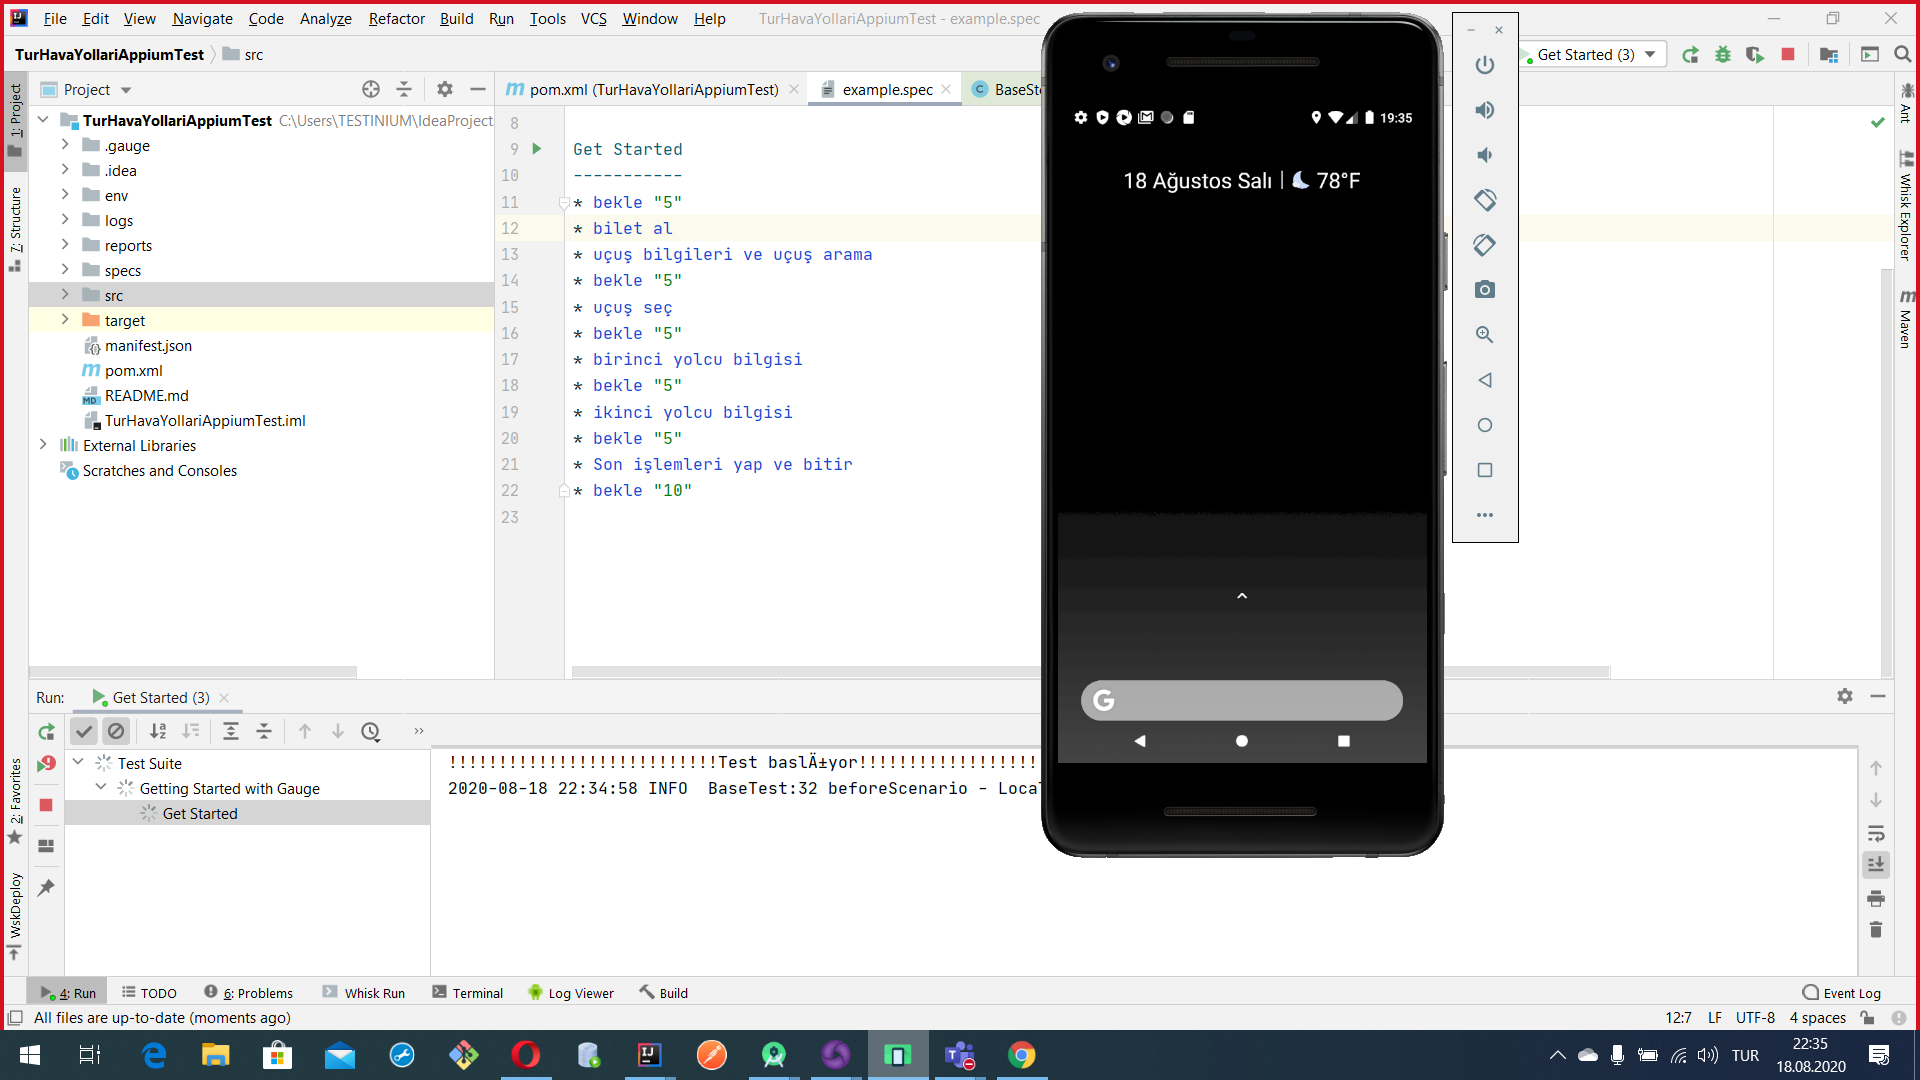 File Edit View Navigate Code Analyze Refactor Build Run Tools VCS Window Help TurHavaYollariAppiumTest - example.spec
TurHavaYollariAppiumTest src
Get Started (3)
Project
pom.xml (TurHavaYollariAppiumTest)
example.spec
BaseSte
TurHavaYollariAppiumTest C:\Users\TESTINIUM\IdeaProject
.gauge
.idea
env
logs
reports
specs
src
target
manifest.json
pom.xml
README.md
TurHavaYollariAppiumTest.iml
External Libraries
Scratches and Consoles
1: Project
7: Structure
2: Favorites
WskDeploy
8
9 Get Started
10 -----------
11 * bekle "5"
12 * bilet al
13 * uçuş bilgileri ve uçuş arama
14 * bekle "5"
15 * uçuş seç
16 * bekle "5"
17 * birinci yolcu bilgisi
18 * bekle "5"
19 * ikinci yolcu bilgisi
20 * bekle "5"
21 * Son işlemleri yap ve bitir
22 * bekle "10"
23
19:35
18 Ağustos Salı | 78°F
G
Ant
Whisk Explorer
Maven
Run: Get Started (3)
Test Suite
Getting Started with Gauge
Get Started
!!!!!!!!!!!!!!!!!!!!!!!!!!!Test baslÄ±yor!!!!!!!!!!!!!!!!!!
2020-08-18 22:34:58 INFO BaseTest:32 beforeScenario - Loca
4: Run TODO 6: Problems Whisk Run Terminal Log Viewer Build Event Log
All files are up-to-date (moments ago) 12:7 LF UTF-8 4 spaces
TUR
22:35
18.08.2020